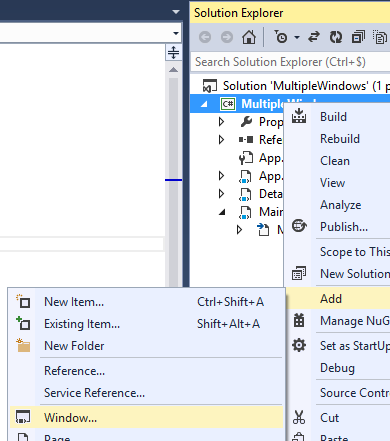 Solution Explorer
Search Solution Explorer (Ctrl+$)
Solution 'MultipleWindows' (1 p
C# MultipleWind
Prop
Refe
App.
App.
Deta
Main
M
Build
Rebuild
Clean
View
Analyze
Publish...
Scope to This
New Solution
Add
Manage NuG
Set as StartUp
Debug
Source Contr
Cut
Paste
New Item... Ctrl+Shift+A
Existing Item... Shift+Alt+A
New Folder
Reference...
Service Reference...
Window...
Page